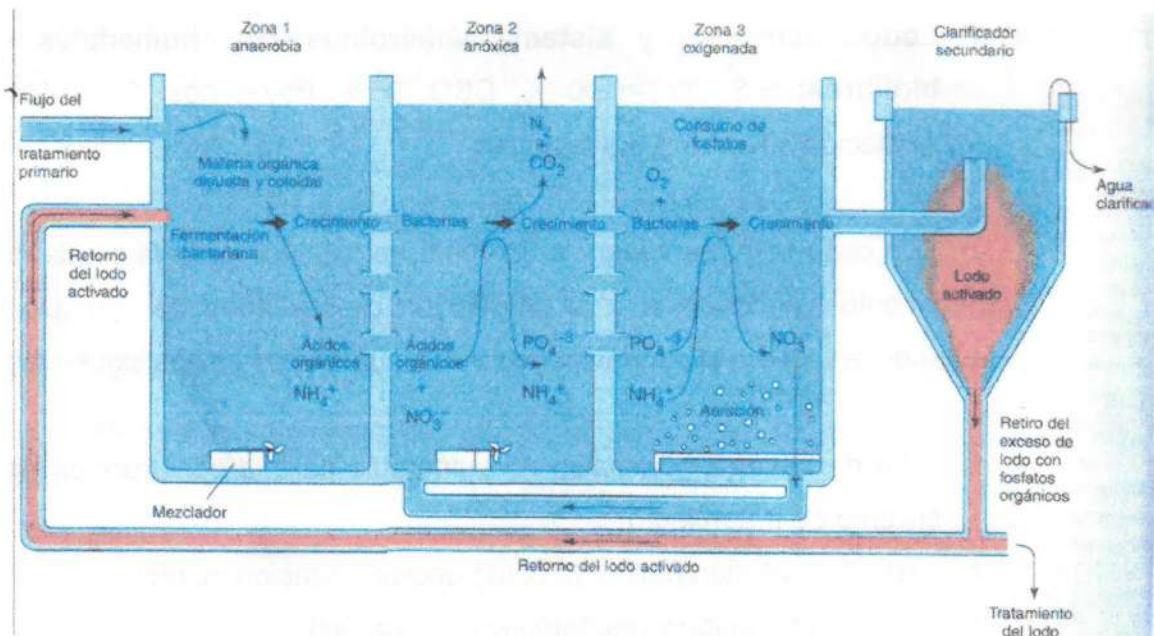 Zona 1
anaerobia
Zona 2
anóxica
Zona 3
oxigenada
Clarificador
secundario
Flujo del
tratamiento
primario
Materia orgánica
disuelta y coloidal
Fermentación
bacteriana
Crecimiento
Ácidos
orgánicos
NH₄⁺
Mezclador
N₂
+
CO₂
Bacterias
Crecimiento
Ácidos
orgánicos
+
NO₃⁻
PO₄⁻³
NH₄⁺
Consumo de
fosfatos
O₂
+
Bacterias
Crecimiento
PO₄⁻³
NH₄⁺
NO₃⁻
Aereción
Agua
Lodo
activado
Retorno
del lodo
activado
Retiro del
exceso de
lodo con
fosfatos
orgánicos
Retorno del lodo activado
Tratamiento
del lodo